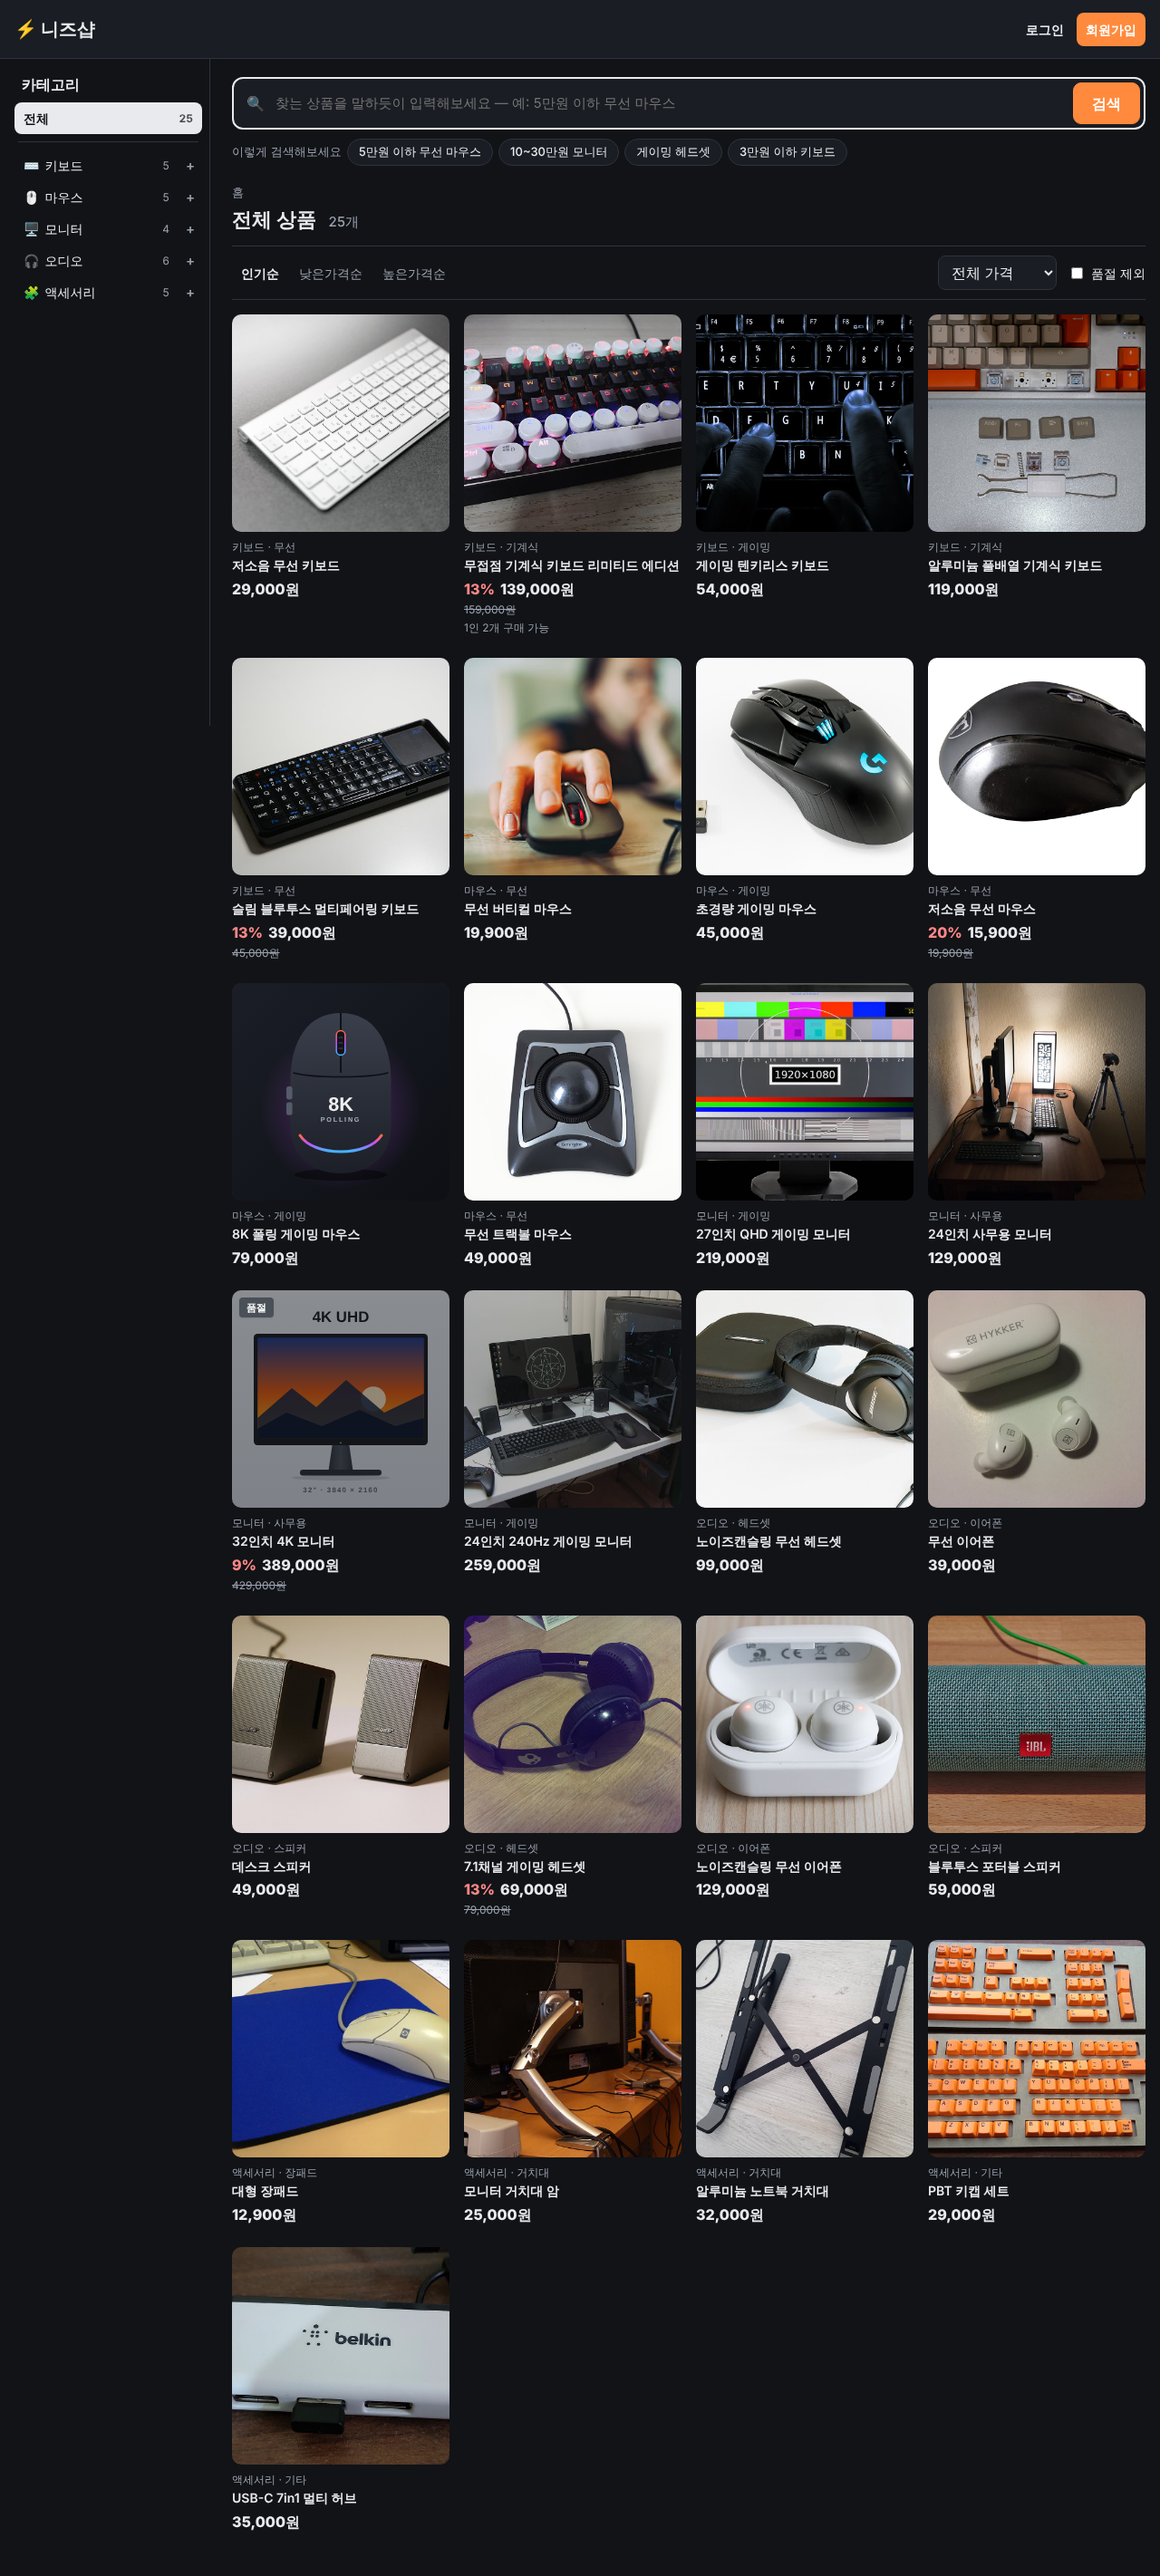 ⚡ 니즈샵
로그인
회원가입
카테고리
전체 25
⌨️ 키보드 5 +
🖱️ 마우스 5 +
🖥️ 모니터 4 +
🎧 오디오 6 +
🧩 액세서리 5 +
🔍 찾는 상품을 말하듯이 입력해보세요 — 예: 5만원 이하 무선 마우스
검색
이렇게 검색해보세요 5만원 이하 무선 마우스 10~30만원 모니터 게이밍 헤드셋 3만원 이하 키보드
홈
전체 상품 25개
인기순 낮은가격순 높은가격순
전체 가격
품절 제외
키보드 · 무선
저소음 무선 키보드
29,000원
키보드 · 기계식
무접점 기계식 키보드 리미티드 에디션
13% 139,000원
159,000원
1인 2개 구매 가능
키보드 · 게이밍
게이밍 텐키리스 키보드
54,000원
키보드 · 기계식
알루미늄 풀배열 기계식 키보드
119,000원
키보드 · 무선
슬림 블루투스 멀티페어링 키보드
13% 39,000원
45,000원
마우스 · 무선
무선 버티컬 마우스
19,900원
마우스 · 게이밍
초경량 게이밍 마우스
45,000원
마우스 · 무선
저소음 무선 마우스
20% 15,900원
19,900원
8K
POLLING
마우스 · 게이밍
8K 폴링 게이밍 마우스
79,000원
마우스 · 무선
무선 트랙볼 마우스
49,000원
1920×1080
모니터 · 게이밍
27인치 QHD 게이밍 모니터
219,000원
모니터 · 사무용
24인치 사무용 모니터
129,000원
품절
4K UHD
32" · 3840 × 2160
모니터 · 사무용
32인치 4K 모니터
9% 389,000원
429,000원
모니터 · 게이밍
24인치 240Hz 게이밍 모니터
259,000원
BOSE
오디오 · 헤드셋
노이즈캔슬링 무선 헤드셋
99,000원
HYKKER
오디오 · 이어폰
무선 이어폰
39,000원
오디오 · 스피커
데스크 스피커
49,000원
오디오 · 헤드셋
7.1채널 게이밍 헤드셋
13% 69,000원
79,000원
오디오 · 이어폰
노이즈캔슬링 무선 이어폰
129,000원
JBL
오디오 · 스피커
블루투스 포터블 스피커
59,000원
액세서리 · 장패드
대형 장패드
12,900원
액세서리 · 거치대
모니터 거치대 암
25,000원
액세서리 · 거치대
알루미늄 노트북 거치대
32,000원
액세서리 · 기타
PBT 키캡 세트
29,000원
belkin
액세서리 · 기타
USB-C 7in1 멀티 허브
35,000원